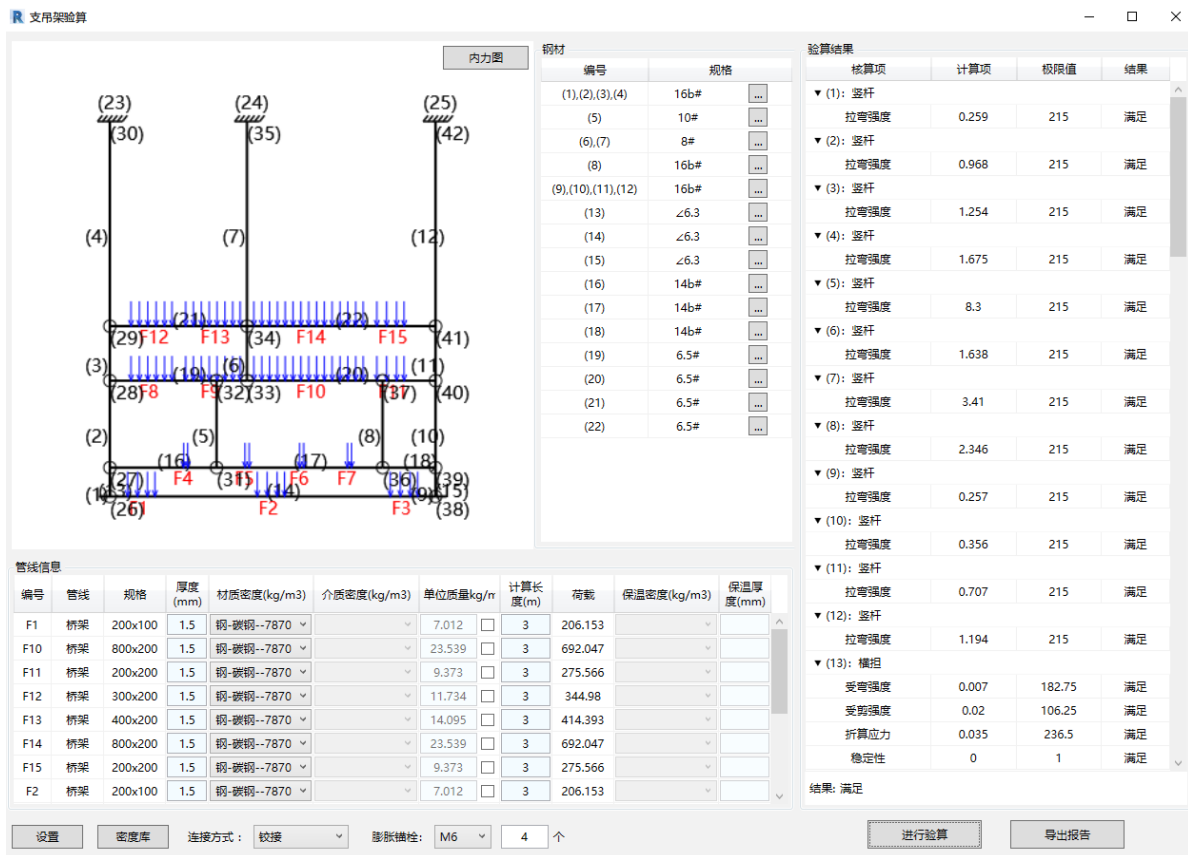 支吊架验算
内力图
(23) (24) (25)
(30) (35) (42)
(4) (7) (12)
(21) (22)
(29) F12 F13 (34) F14 F15 (41)
(3) (19) (6) (20) (11)
(28) F8 F9 (32) (33) F10 (37) (40)
(2) (5) (8) (10)
(16) (17) (18)
(27) F4 (31) F6 F7 (36) (39)
(14) (9) (15)
(26) F1 F2 F3 (38)
钢材
编号 规格
(1),(2),(3),(4) 16b# ...
(5) 10# ...
(6),(7) 8# ...
(8) 16b# ...
(9),(10),(11),(12) 16b# ...
(13) ∠6.3 ...
(14) ∠6.3 ...
(15) ∠6.3 ...
(16) 14b# ...
(17) 14b# ...
(18) 14b# ...
(19) 6.5# ...
(20) 6.5# ...
(21) 6.5# ...
(22) 6.5# ...
验算结果
核算项 计算项 极限值 结果
(1): 竖杆
拉弯强度 0.259 215 满足
(2): 竖杆
拉弯强度 0.968 215 满足
(3): 竖杆
拉弯强度 1.254 215 满足
(4): 竖杆
拉弯强度 1.675 215 满足
(5): 竖杆
拉弯强度 8.3 215 满足
(6): 竖杆
拉弯强度 1.638 215 满足
(7): 竖杆
拉弯强度 3.41 215 满足
(8): 竖杆
拉弯强度 2.346 215 满足
(9): 竖杆
拉弯强度 0.257 215 满足
(10): 竖杆
拉弯强度 0.356 215 满足
(11): 竖杆
拉弯强度 0.707 215 满足
(12): 竖杆
拉弯强度 1.194 215 满足
(13): 横担
受弯强度 0.007 182.75 满足
受剪强度 0.02 106.25 满足
折算应力 0.035 236.5 满足
稳定性 0 1 满足
结果: 满足
管线信息
编号 管线 规格 厚度(mm) 材质密度(kg/m3) 介质密度(kg/m3) 单位质量kg/m 计算长度(m) 荷载 保温密度(kg/m3) 保温厚度(mm)
F1 桥架 200x100 1.5 钢-碳钢--7870 7.012 3 206.153
F10 桥架 800x200 1.5 钢-碳钢--7870 23.539 3 692.047
F11 桥架 200x200 1.5 钢-碳钢--7870 9.373 3 275.566
F12 桥架 300x200 1.5 钢-碳钢--7870 11.734 3 344.98
F13 桥架 400x200 1.5 钢-碳钢--7870 14.095 3 414.393
F14 桥架 800x200 1.5 钢-碳钢--7870 23.539 3 692.047
F15 桥架 200x200 1.5 钢-碳钢--7870 9.373 3 275.566
F2 桥架 200x100 1.5 钢-碳钢--7870 7.012 3 206.153
设置 密度库 连接方式： 铰接 膨胀锚栓： M6 4 个 进行验算 导出报告